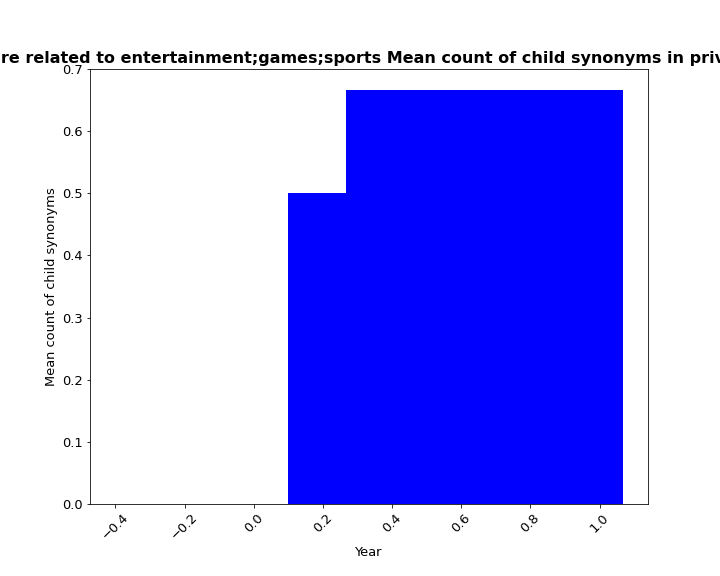 re related to entertainment;games;sports Mean count of child synonyms in priv
0.7
0.6
0.5
0.4
0.3
0.2
0.1
0.0
Mean count of child synonyms
−0.4 −0.2 0.0 0.2 0.4 0.6 0.8 1.0
Year